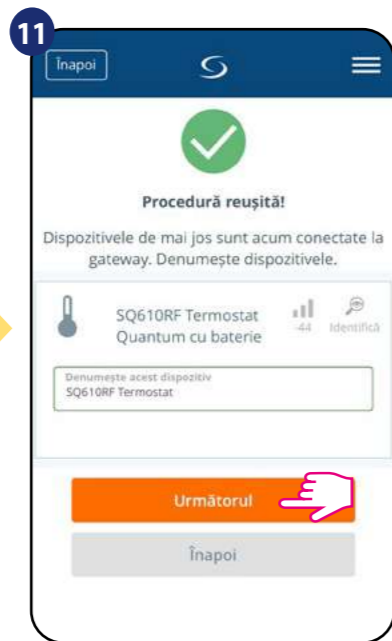 11
Înapoi
Procedură reușită!
Dispozitivele de mai jos sunt acum conectate la
gateway. Denumește dispozitivele.
SQ610RF Termostat
Quantum cu baterie
-44
Identifică
Denumește acest dispozitiv
SQ610RF Termostat
Următorul
Înapoi